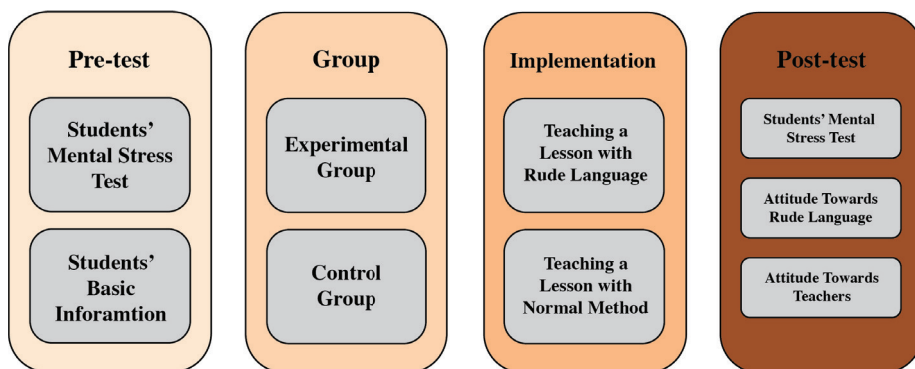 Pre-test
Students'
Mental Stress
Test
Students'
Basic
Inforamtion
Group
Experimental
Group
Control
Group
Implementation
Teaching a
Lesson with
Rude Language
Teaching a
Lesson with
Normal Method
Post-test
Students' Mental
Stress Test
Attitude Towards
Rude Language
Attitude Towards
Teachers